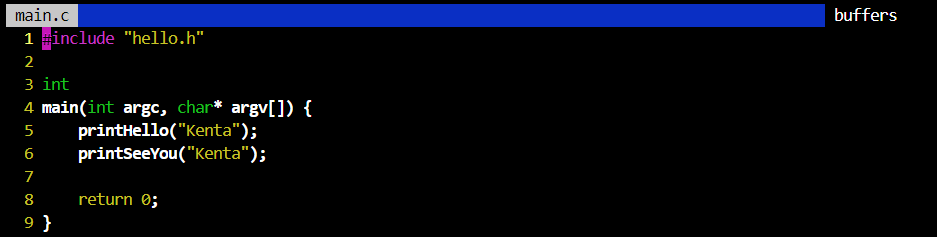 main.c buffers
1 #include "hello.h"
2
3 int
4 main(int argc, char* argv[]) {
5     printHello("Kenta");
6     printSeeYou("Kenta");
7
8     return 0;
9 }